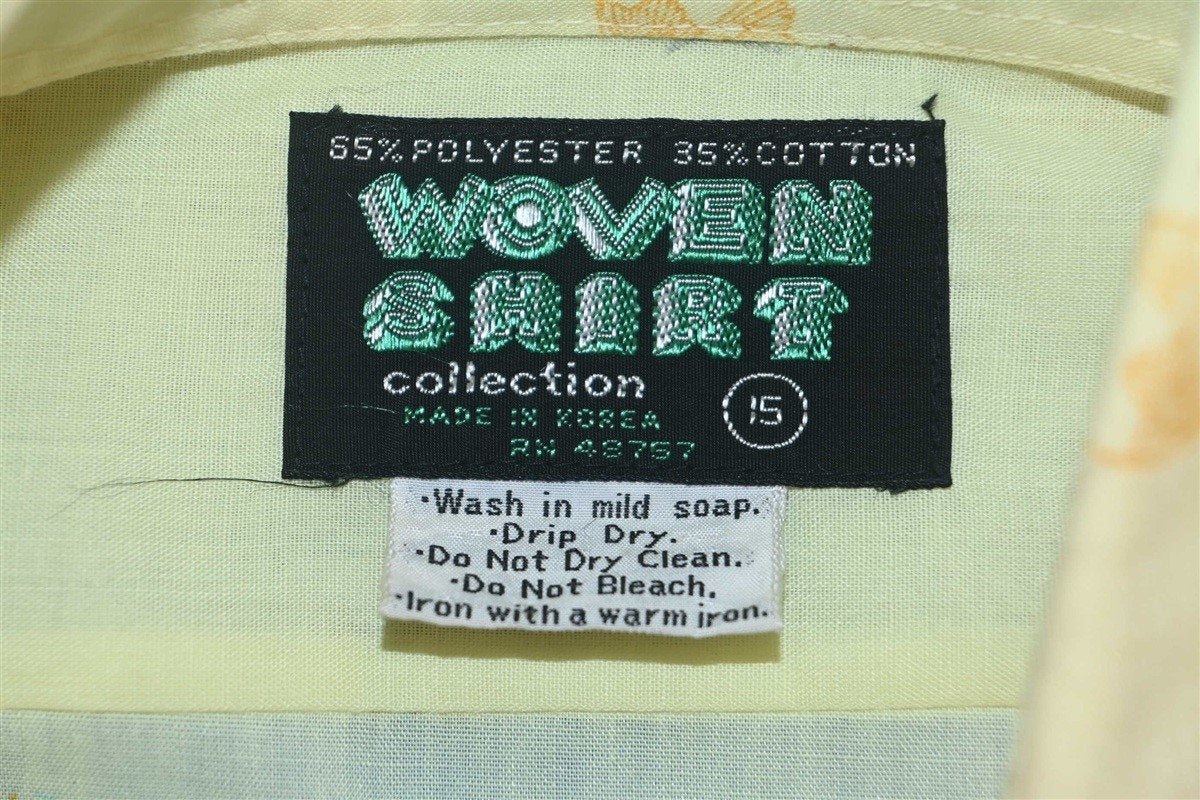 65% POLYESTER 35% COTTON
WOVEN
SHIRT
collection
15
MADE IN KOREA
RN 48757
·Wash in mild soap.
·Drip Dry.
·Do Not Dry Clean.
·Do Not Bleach.
·Iron with a warm iron.